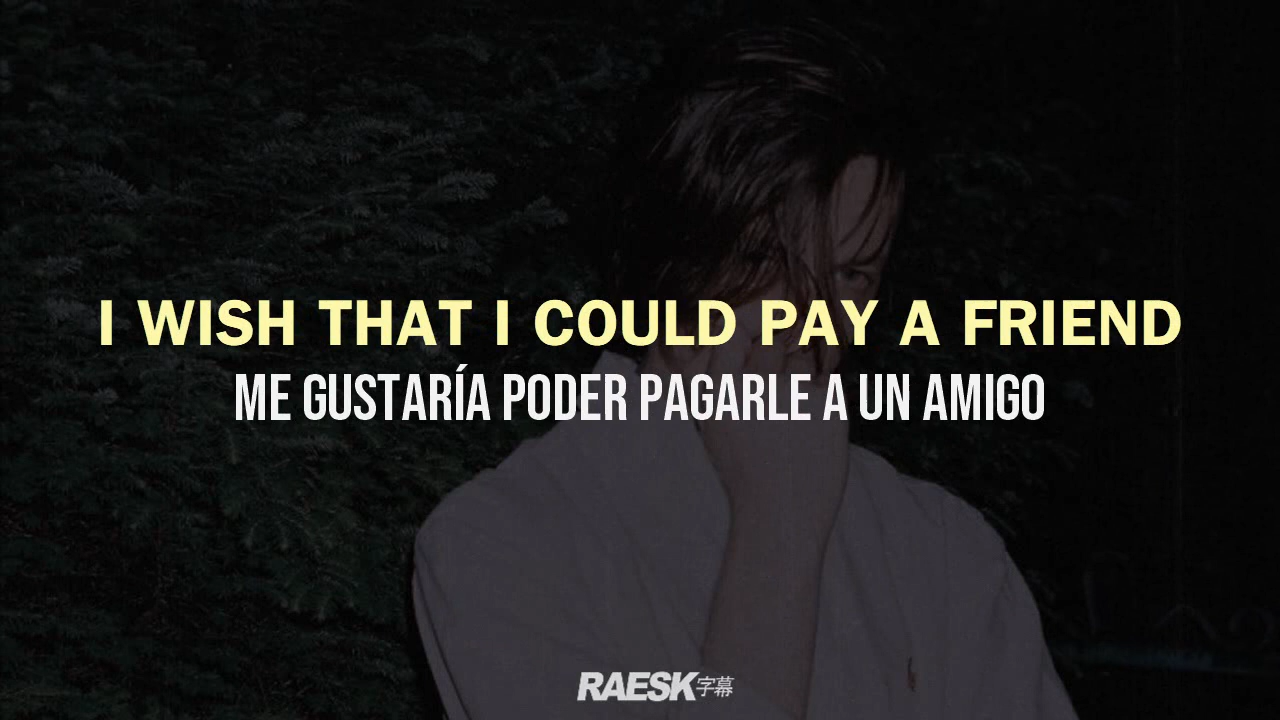 I WISH THAT I COULD PAY A FRIEND
ME GUSTARÍA PODER PAGARLE A UN AMIGO
RAESK字幕